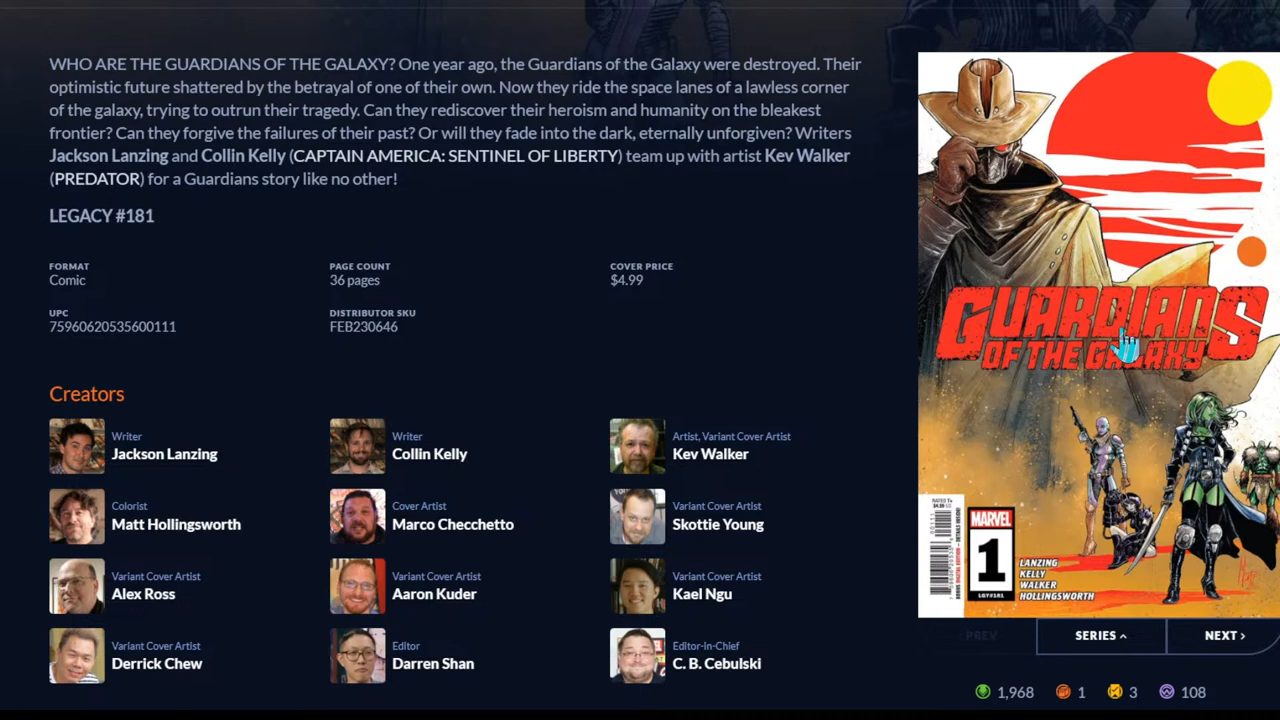 WHO ARE THE GUARDIANS OF THE GALAXY? One year ago, the Guardians of the Galaxy were destroyed. Their
optimistic future shattered by the betrayal of one of their own. Now they ride the space lanes of a lawless corner
of the galaxy, trying to outrun their tragedy. Can they rediscover their heroism and humanity on the bleakest
frontier? Can they forgive the failures of their past? Or will they fade into the dark, eternally unforgiven? Writers
Jackson Lanzing and Collin Kelly (CAPTAIN AMERICA: SENTINEL OF LIBERTY) team up with artist Kev Walker
(PREDATOR) for a Guardians story like no other!
LEGACY #181
FORMAT
Comic
PAGE COUNT
36 pages
COVER PRICE
$4.99
UPC
75960620535600111
DISTRIBUTOR SKU
FEB230646
Creators
Writer
Jackson Lanzing
Writer
Collin Kelly
Artist, Variant Cover Artist
Kev Walker
Colorist
Matt Hollingsworth
Cover Artist
Marco Checchetto
Variant Cover Artist
Skottie Young
Variant Cover Artist
Alex Ross
Variant Cover Artist
Aaron Kuder
Variant Cover Artist
Kael Ngu
Variant Cover Artist
Derrick Chew
Editor
Darren Shan
Editor-In-Chief
C. B. Cebulski
GUARDIANS
OF THE GALAXY
MARVEL
1
LGY#181
LANZING
KELLY
WALKER
HOLLINGSWORTH
‹ PREV
SERIES
NEXT ›
1,968
1
3
108